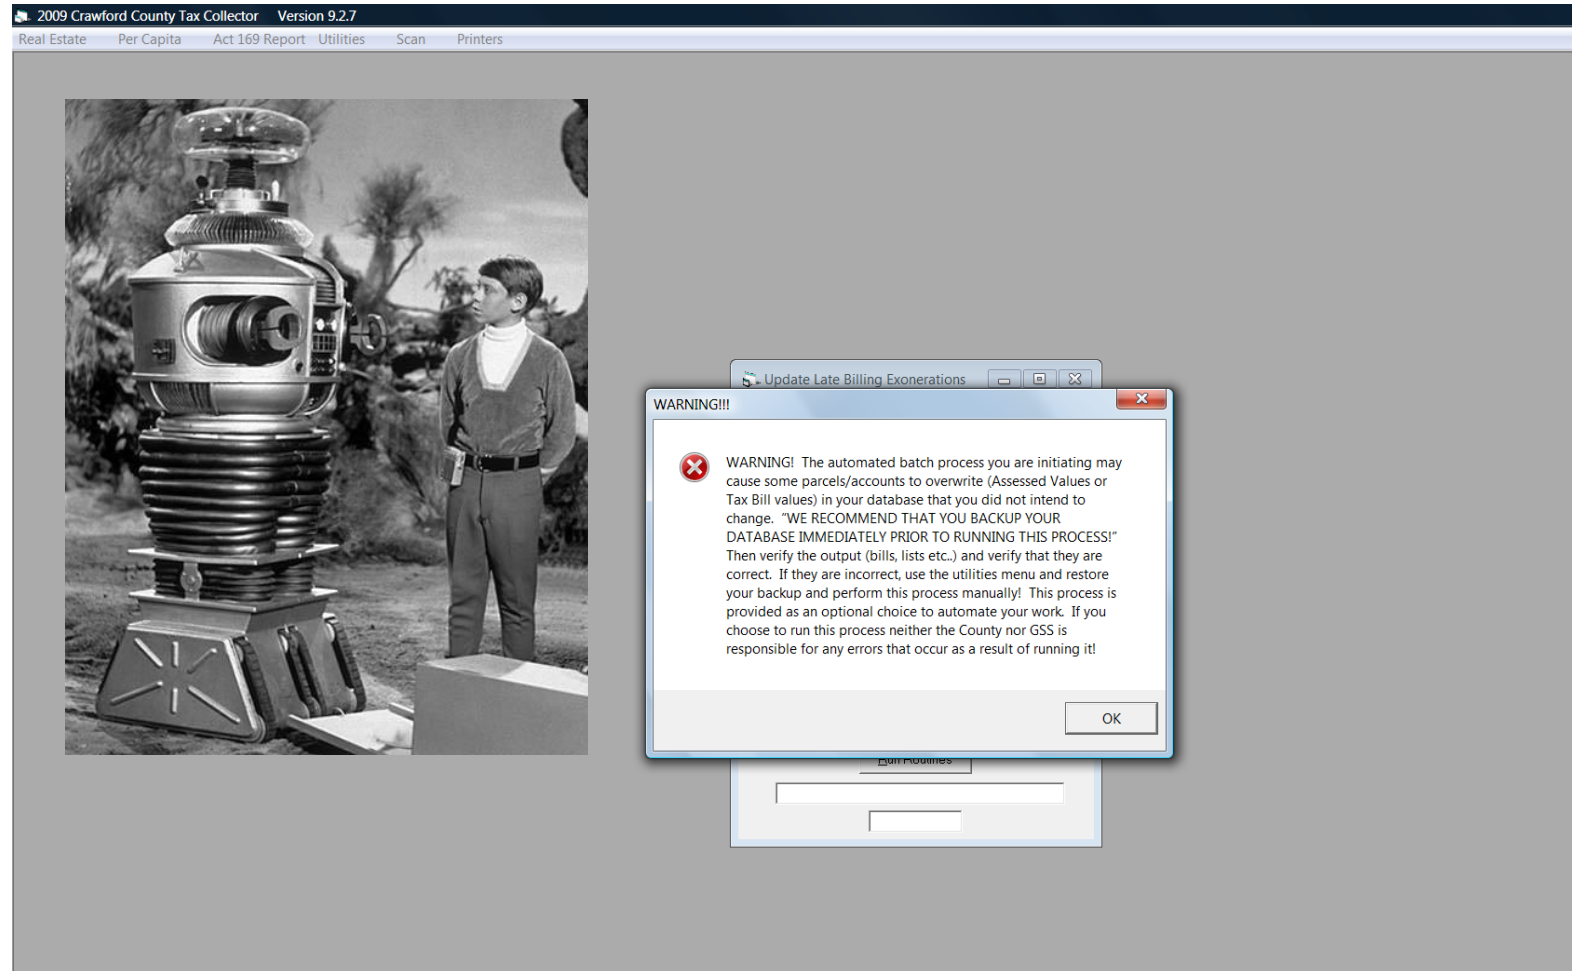 2009 Crawford County Tax Collector Version 9.2.7
Real Estate Per Capita Act 169 Report Utilities Scan Printers
Update Late Billing Exonerations
WARNING!!!
WARNING! The automated batch process you are initiating may
cause some parcels/accounts to overwrite (Assessed Values or
Tax Bill values) in your database that you did not intend to
change. "WE RECOMMEND THAT YOU BACKUP YOUR
DATABASE IMMEDIATELY PRIOR TO RUNNING THIS PROCESS!"
Then verify the output (bills, lists etc..) and verify that they are
correct. If they are incorrect, use the utilities menu and restore
your backup and perform this process manually! This process is
provided as an optional choice to automate your work. If you
choose to run this process neither the County nor GSS is
responsible for any errors that occur as a result of running it!
OK
Run Routines